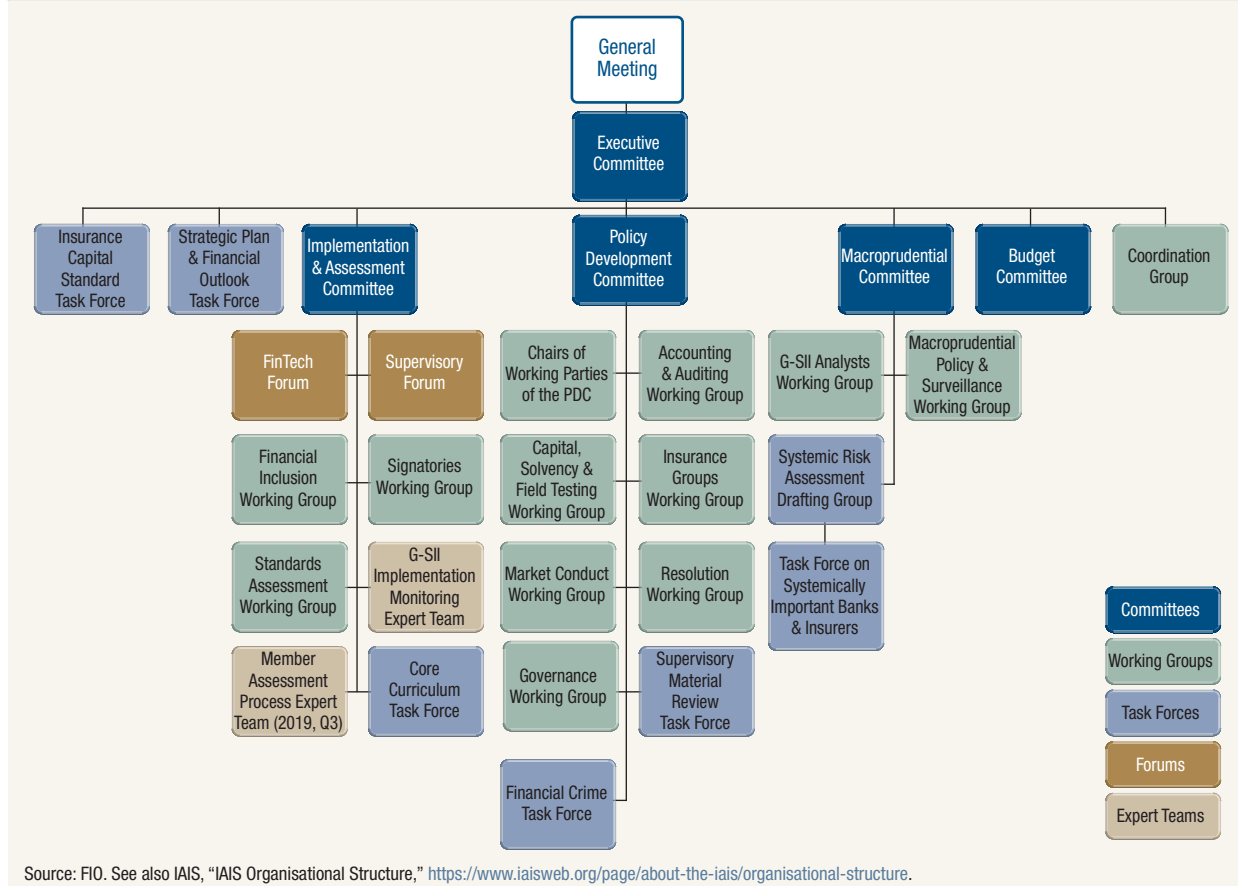 General
Meeting
Executive
Committee
Insurance
Capital
Standard
Task Force
Strategic Plan
& Financial
Outlook
Task Force
Implementation
& Assessment
Committee
Policy
Development
Committee
Macroprudential
Committee
Budget
Committee
Coordination
Group
FinTech
Forum
Supervisory
Forum
Chairs of
Working Parties
of the PDC
Accounting
& Auditing
Working Group
G-SII Analysts
Working Group
Macroprudential
Policy &
Surveillance
Working Group
Financial
Inclusion
Working Group
Signatories
Working Group
Capital,
Solvency &
Field Testing
Working Group
Insurance
Groups
Working Group
Systemic Risk
Assessment
Drafting Group
Standards
Assessment
Working Group
G-SII
Implementation
Monitoring
Expert Team
Market Conduct
Working Group
Resolution
Working Group
Task Force on
Systemically
Important Banks
& Insurers
Member
Assessment
Process Expert
Team (2019, Q3)
Core
Curriculum
Task Force
Governance
Working Group
Supervisory
Material
Review
Task Force
Financial Crime
Task Force
Committees
Working Groups
Task Forces
Forums
Expert Teams
Source: FIO. See also IAIS, “IAIS Organisational Structure,” https://www.iaisweb.org/page/about-the-iais/organisational-structure.